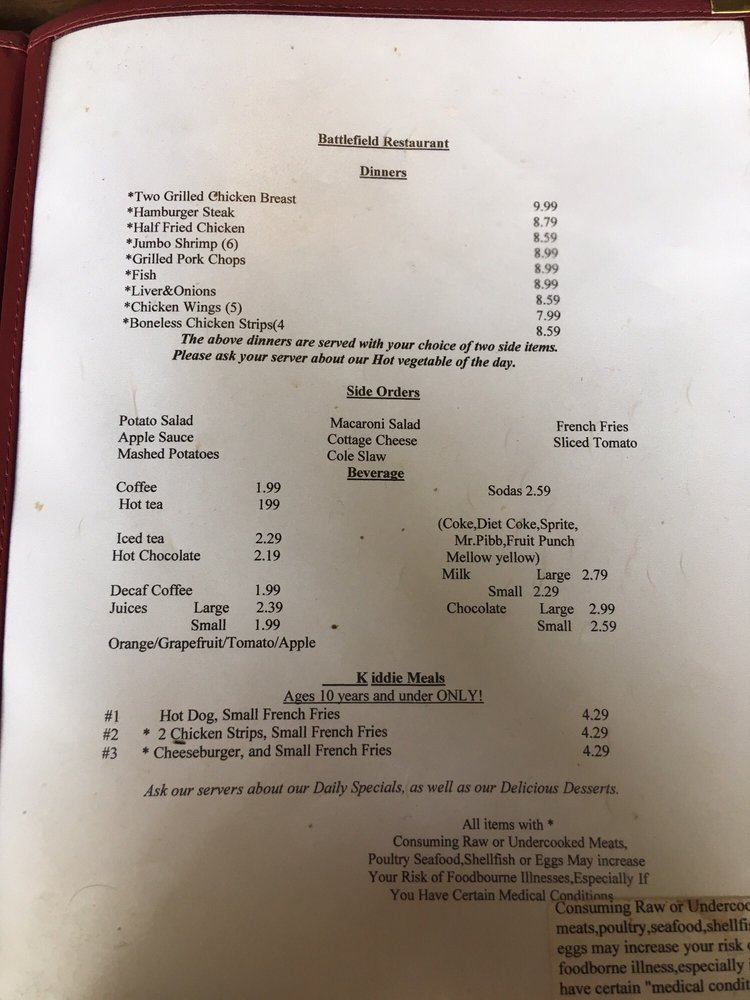 Battlefield Restaurant
Dinners
*Two Grilled Chicken Breast 9.99
*Hamburger Steak 8.79
*Half Fried Chicken 8.59
*Jumbo Shrimp (6) 8.99
*Grilled Pork Chops 8.99
*Fish 8.99
*Liver&Onions 8.59
*Chicken Wings (5) 7.99
*Boneless Chicken Strips(4 8.59
The above dinners are served with your choice of two side items.
Please ask your server about our Hot vegetable of the day.
Side Orders
Potato Salad Macaroni Salad French Fries
Apple Sauce Cottage Cheese Sliced Tomato
Mashed Potatoes Cole Slaw
Beverage
Coffee 1.99 Sodas 2.59
Hot tea 199
(Coke,Diet Coke,Sprite,
Iced tea 2.29 Mr.Pibb,Fruit Punch
Hot Chocolate 2.19 Mellow yellow)
Milk Large 2.79
Decaf Coffee 1.99 Small 2.29
Juices Large 2.39 Chocolate Large 2.99
Small 1.99 Small 2.59
Orange/Grapefruit/Tomato/Apple
Kiddie Meals
Ages 10 years and under ONLY!
#1 Hot Dog, Small French Fries 4.29
#2 * 2 Chicken Strips, Small French Fries 4.29
#3 * Cheeseburger, and Small French Fries 4.29
Ask our servers about our Daily Specials, as well as our Delicious Desserts.
All items with *
Consuming Raw or Undercooked Meats,
Poultry Seafood,Shellfish or Eggs May increase
Your Risk of Foodbourne Illnesses,Especially If
You Have Certain Medical Conditions
Consuming Raw or Undercoo
meats,poultry,seafood,shellfi
eggs may increase your risk
foodborne illness,especially
have certain "medical condit